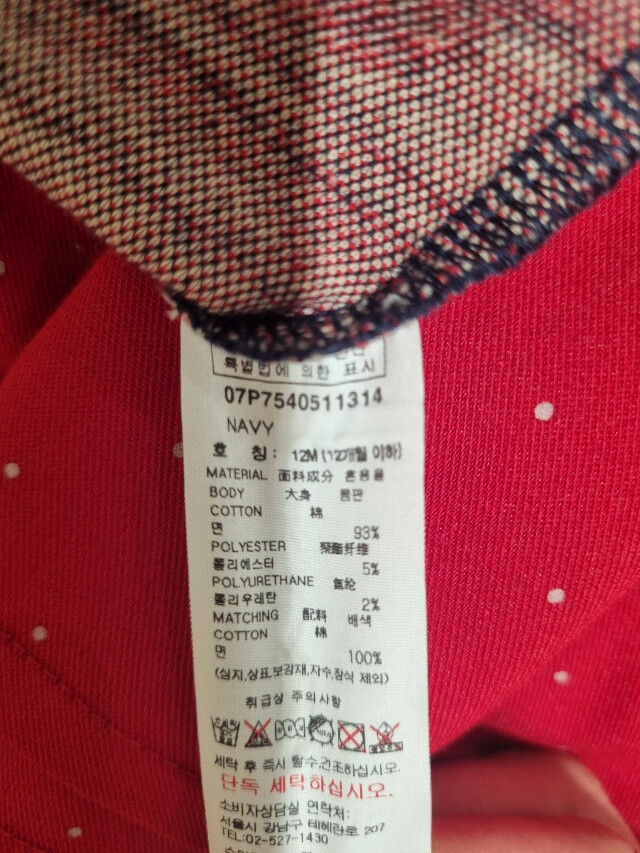 특별법에 의한 표시
07P7540511314
NAVY
호 칭: 12M (12개월 이하)
MATERIAL 面料成分 혼용율
BODY 大身 몸판
COTTON 棉
면 93%
POLYESTER 聚酯纤维
폴리에스터 5%
POLYURETHANE 氨纶
폴리우레탄 2%
MATCHING 配料 배색
COTTON 棉
면 100%
(심지,상표,보강재,자수,장식 제외)
취급상 주의사항
세탁 후 즉시 탈수,건조하십시오.
단독 세탁하십시오.
소비자상담실 연락처:
서울시 강남구 테헤란로 207
TEL:02-527-1430